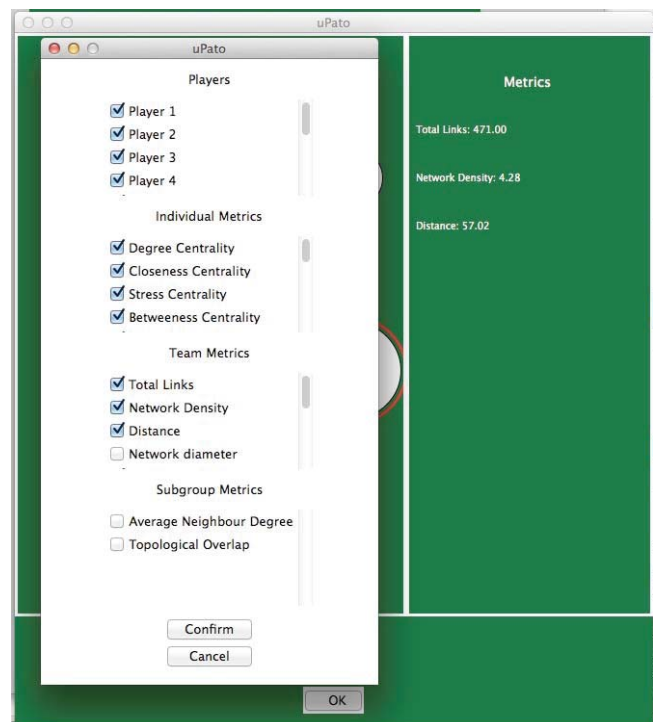 uPato
uPato
Players
Player 1
Player 2
Player 3
Player 4
Individual Metrics
Degree Centrality
Closeness Centrality
Stress Centrality
Betweeness Centrality
Team Metrics
Total Links
Network Density
Distance
Network diameter
Subgroup Metrics
Average Neighbour Degree
Topological Overlap
Confirm
Cancel
Metrics
Total Links: 471.00
Network Density: 4.28
Distance: 57.02
OK